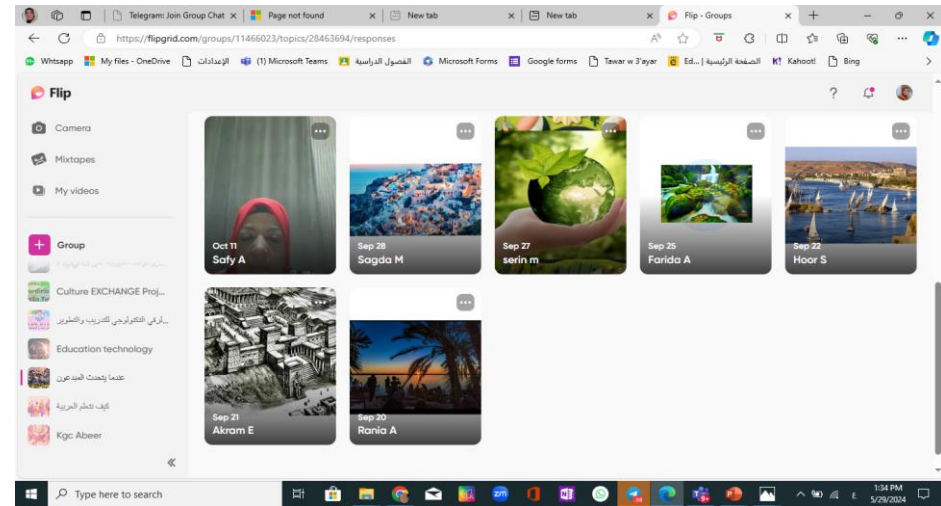 Telegram: Join Group Chat
Page not found
New tab
New tab
Flip - Groups
https://flipgrid.com/groups/11466023/topics/28463694/responses
Whtsapp
My files - OneDrive
الإعدادات
(1) Microsoft Teams
الفصول الدراسية
Microsoft Forms
Google forms
Tawar w 3'ayar
الصفحة الرئيسية | Ed...
Kahoot!
Bing
Flip
Camera
Mixtapes
My videos
Group
Culture EXCHANGE Proj...
Education technology
عندما يتحدث المبدعون
كيف تتعلم العربية
Kgc Abeer
Oct 11
Safy A
Sep 28
Sagda M
Sep 27
serin m
Sep 25
Farida A
Sep 22
Hoor S
Sep 21
Akram E
Sep 20
Rania A
Type here to search
1:34 PM
5/29/2024